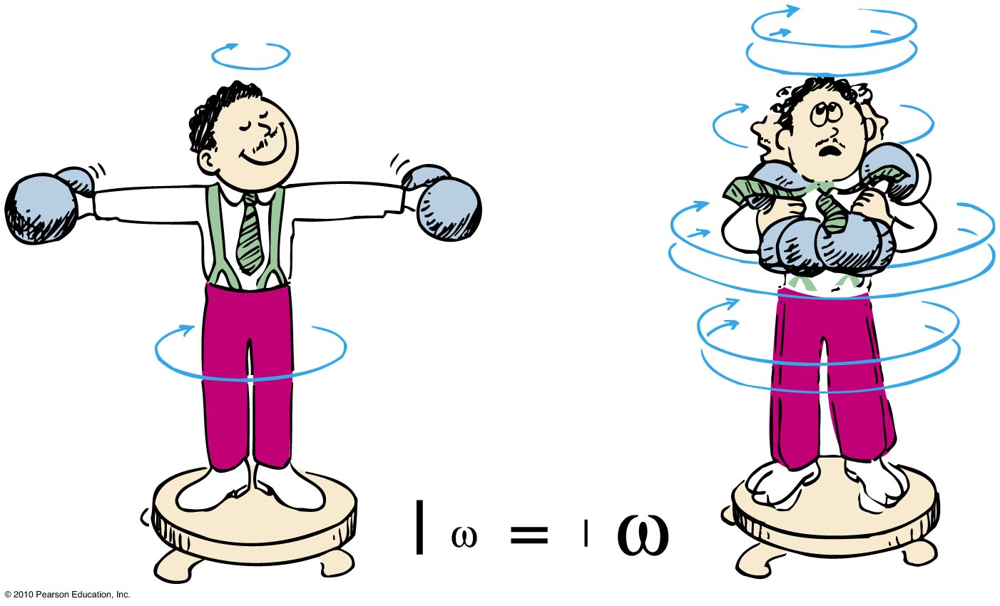 I ω = I ω
© 2010 Pearson Education, Inc.